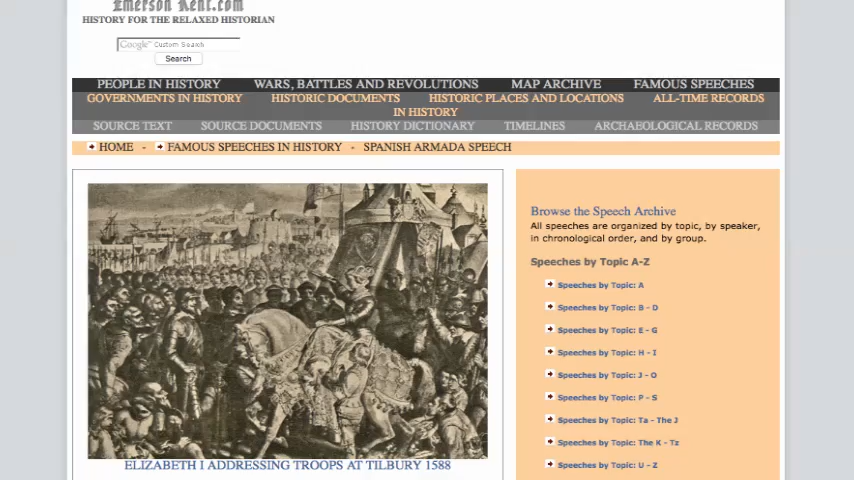 Emerson Kent.com
HISTORY FOR THE RELAXED HISTORIAN
Google™ Custom Search
Search
PEOPLE IN HISTORY WARS, BATTLES AND REVOLUTIONS MAP ARCHIVE FAMOUS SPEECHES
GOVERNMENTS IN HISTORY HISTORIC DOCUMENTS HISTORIC PLACES AND LOCATIONS ALL-TIME RECORDS
IN HISTORY
SOURCE TEXT SOURCE DOCUMENTS HISTORY DICTIONARY TIMELINES ARCHAEOLOGICAL RECORDS
HOME - FAMOUS SPEECHES IN HISTORY - SPANISH ARMADA SPEECH
ELIZABETH I ADDRESSING TROOPS AT TILBURY 1588
Browse the Speech Archive
All speeches are organized by topic, by speaker,
in chronological order, and by group.
Speeches by Topic A-Z
Speeches by Topic: A
Speeches by Topic: B - D
Speeches by Topic: E - G
Speeches by Topic: H - I
Speeches by Topic: J - O
Speeches by Topic: P - S
Speeches by Topic: Ta - The J
Speeches by Topic: The K - Tz
Speeches by Topic: U - Z